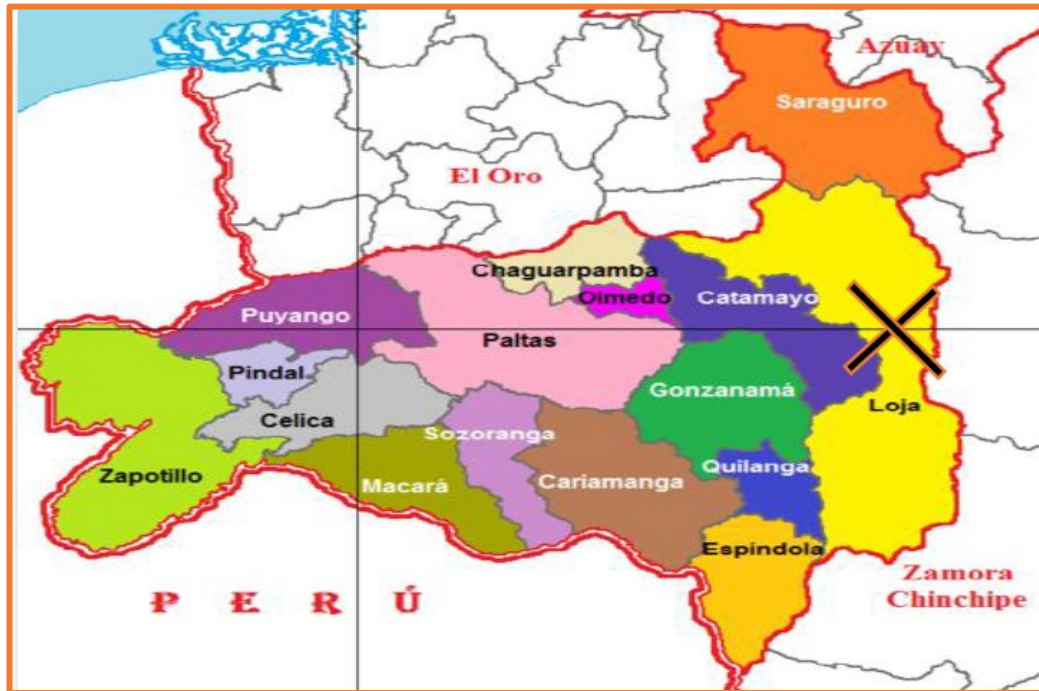 Azuay
Saraguro
El Oro
Chaguarpamba
Olmedo
Catamayo
Puyango
Paltas
Pindal
Gonzanamá
Loja
Celica
Sozoranga
Zapotillo
Macará
Cariamanga
Quilanga
Espíndola
Zamora
Chinchipe
P E R Ú